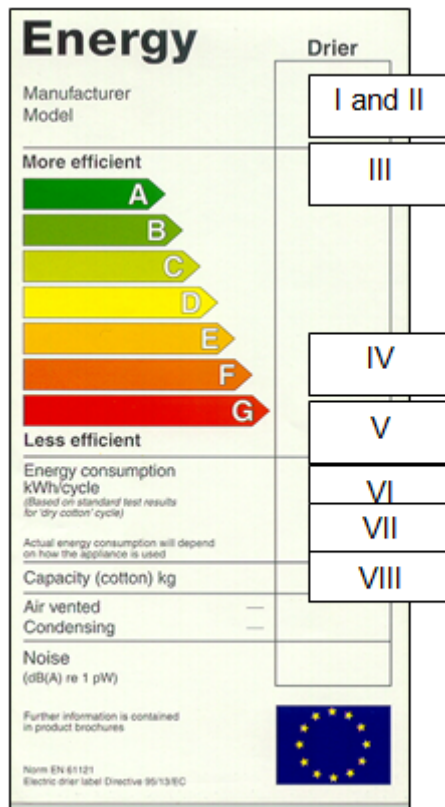 Energy
Drier
Manufacturer
Model
I and II
More efficient
III
A
B
C
D
E
IV
F
G
V
Less efficient
Energy consumption
kWh/cycle
(Based on standard test results
for 'dry cotton' cycle)
VI
VII
Actual energy consumption will depend
on how the appliance is used
Capacity (cotton) kg
VIII
Air vented —
Condensing —
Noise
(dB(A) re 1 pW)
Further information is contained
in product brochures
Norm EN 61121
Electric drier label Directive 95/13/EC